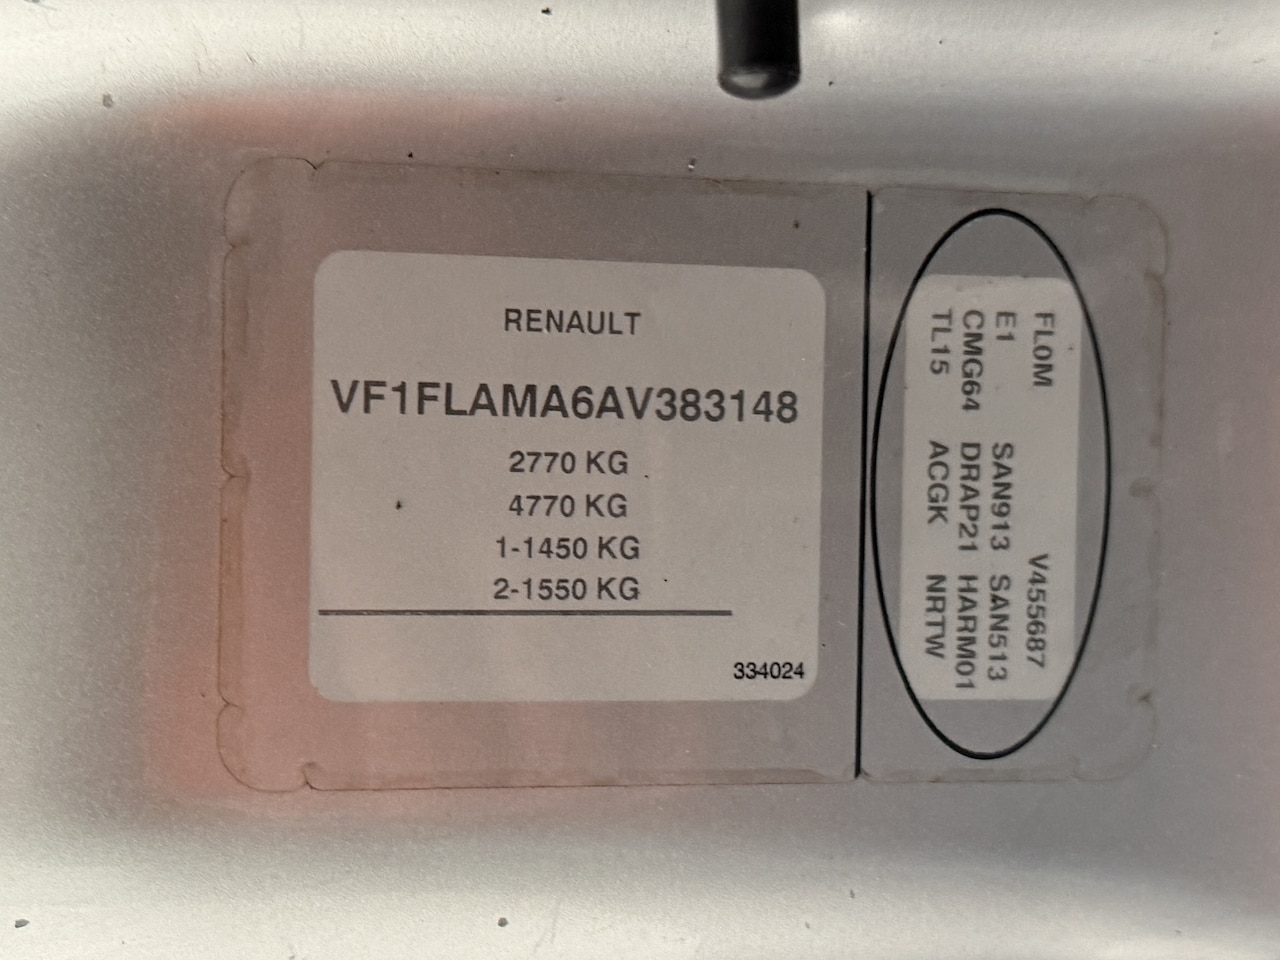 RENAULT
VF1FLAMA6AV383148
2770 KG
4770 KG
1-1450 KG
2-1550 KG
334024
FL0M V455687
E1 SAN913 SAN513
CMG64 DRAP21 HARM01
TL15 ACGK NRTW